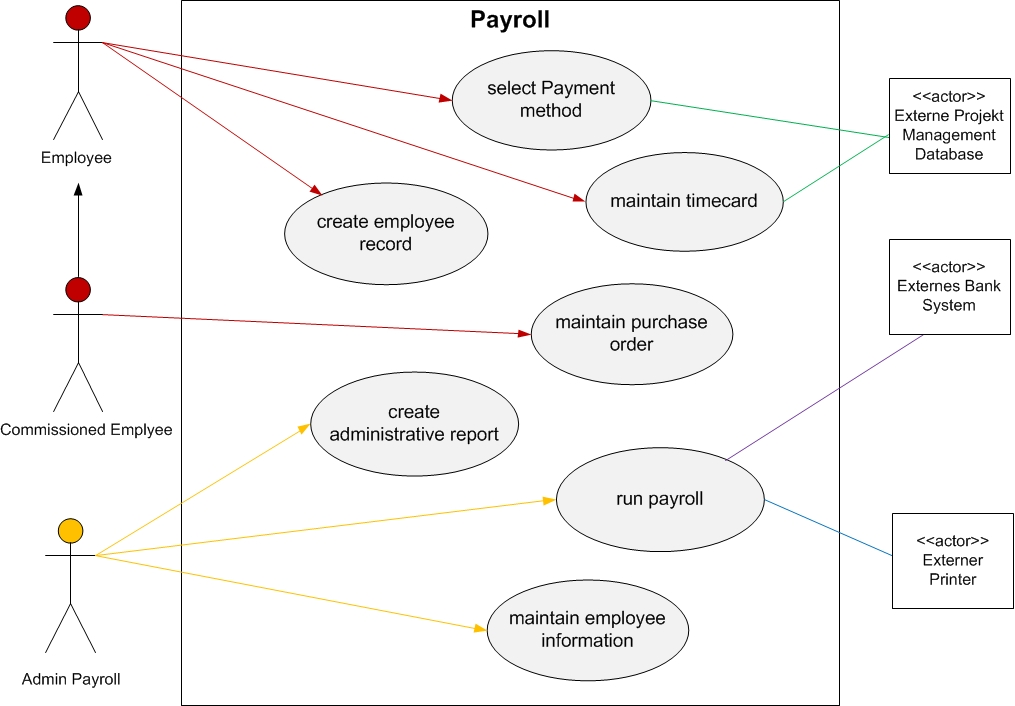 Payroll
Employee
select Payment
method
<<actor>>
Externe Projekt
Management
Database
maintain timecard
create employee
record
<<actor>>
Externes Bank
System
Commissioned Emplyee
maintain purchase
order
create
administrative report
run payroll
<<actor>>
Externer
Printer
Admin Payroll
maintain employee
information